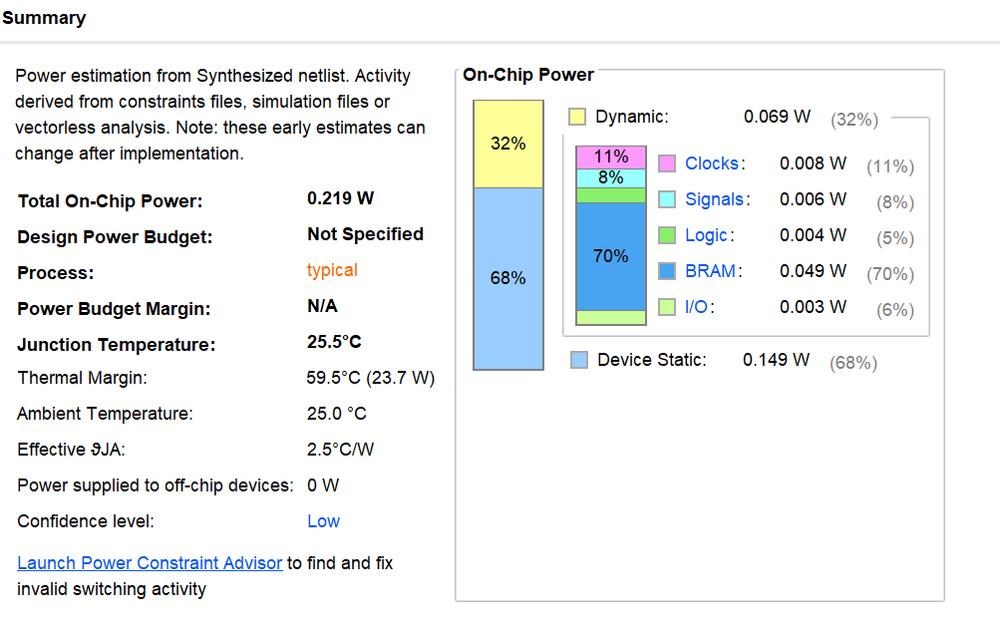 Summary
Power estimation from Synthesized netlist. Activity
derived from constraints files, simulation files or
vectorless analysis. Note: these early estimates can
change after implementation.
Total On-Chip Power: 0.219 W
Design Power Budget: Not Specified
Process: typical
Power Budget Margin: N/A
Junction Temperature: 25.5°C
Thermal Margin: 59.5°C (23.7 W)
Ambient Temperature: 25.0 °C
Effective ϑJA: 2.5°C/W
Power supplied to off-chip devices: 0 W
Confidence level: Low
Launch Power Constraint Advisor to find and fix
invalid switching activity
On-Chip Power
32%
68%
Dynamic: 0.069 W (32%)
11%
8%
70%
Clocks: 0.008 W (11%)
Signals: 0.006 W (8%)
Logic: 0.004 W (5%)
BRAM: 0.049 W (70%)
I/O: 0.003 W (6%)
Device Static: 0.149 W (68%)